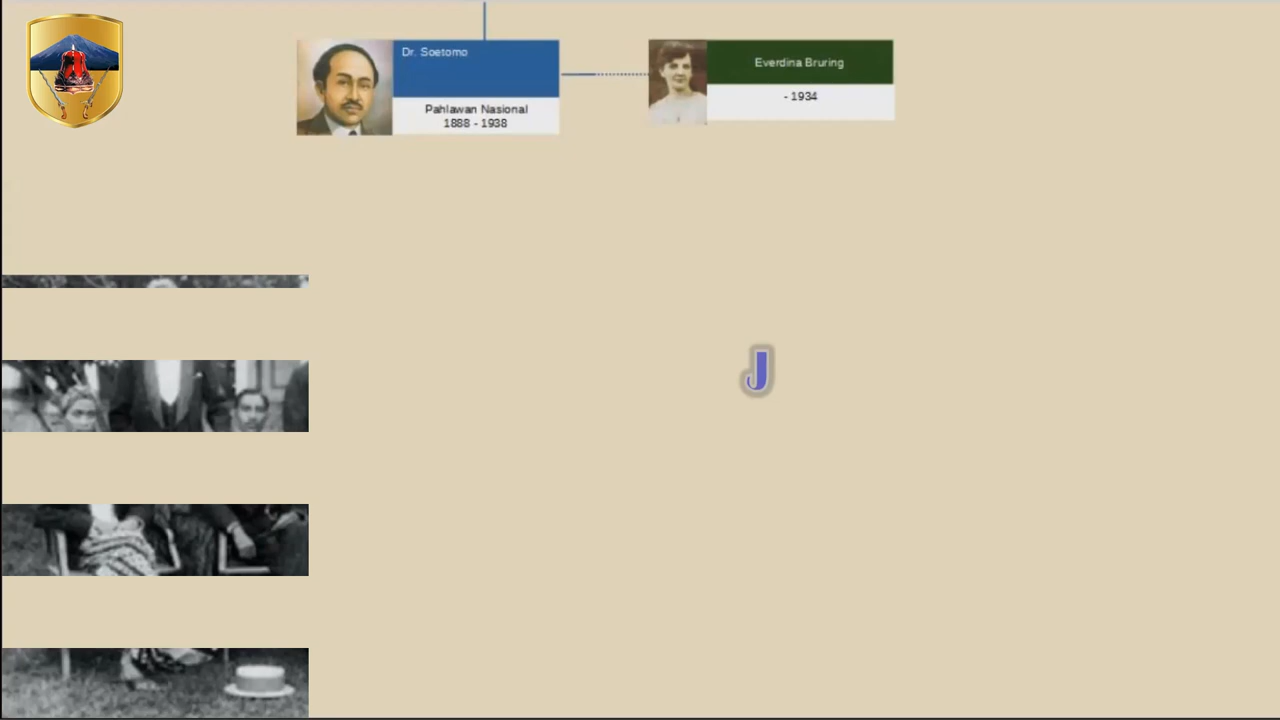 Dr. Soetomo
Pahlawan Nasional
1888 - 1938
Everdina Bruring
- 1934
J